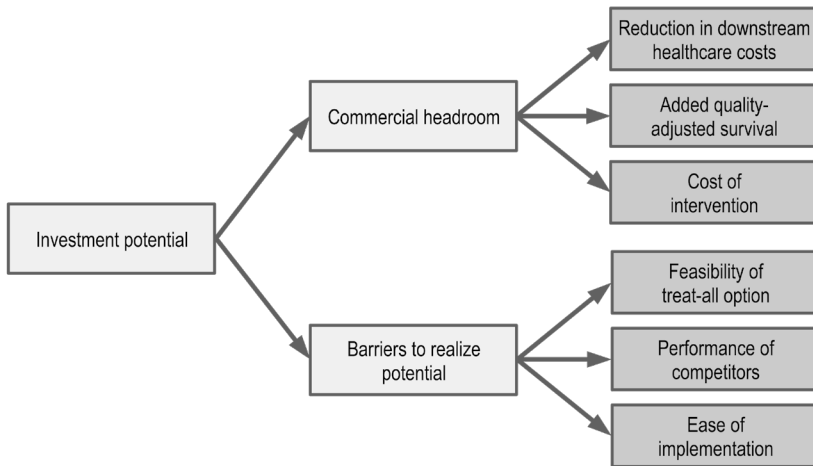 Reduction in downstream
healthcare costs
Commercial headroom
Added quality-
adjusted survival
Cost of
intervention
Investment potential
Feasibility of
treat-all option
Barriers to realize
potential
Performance of
competitors
Ease of
implementation